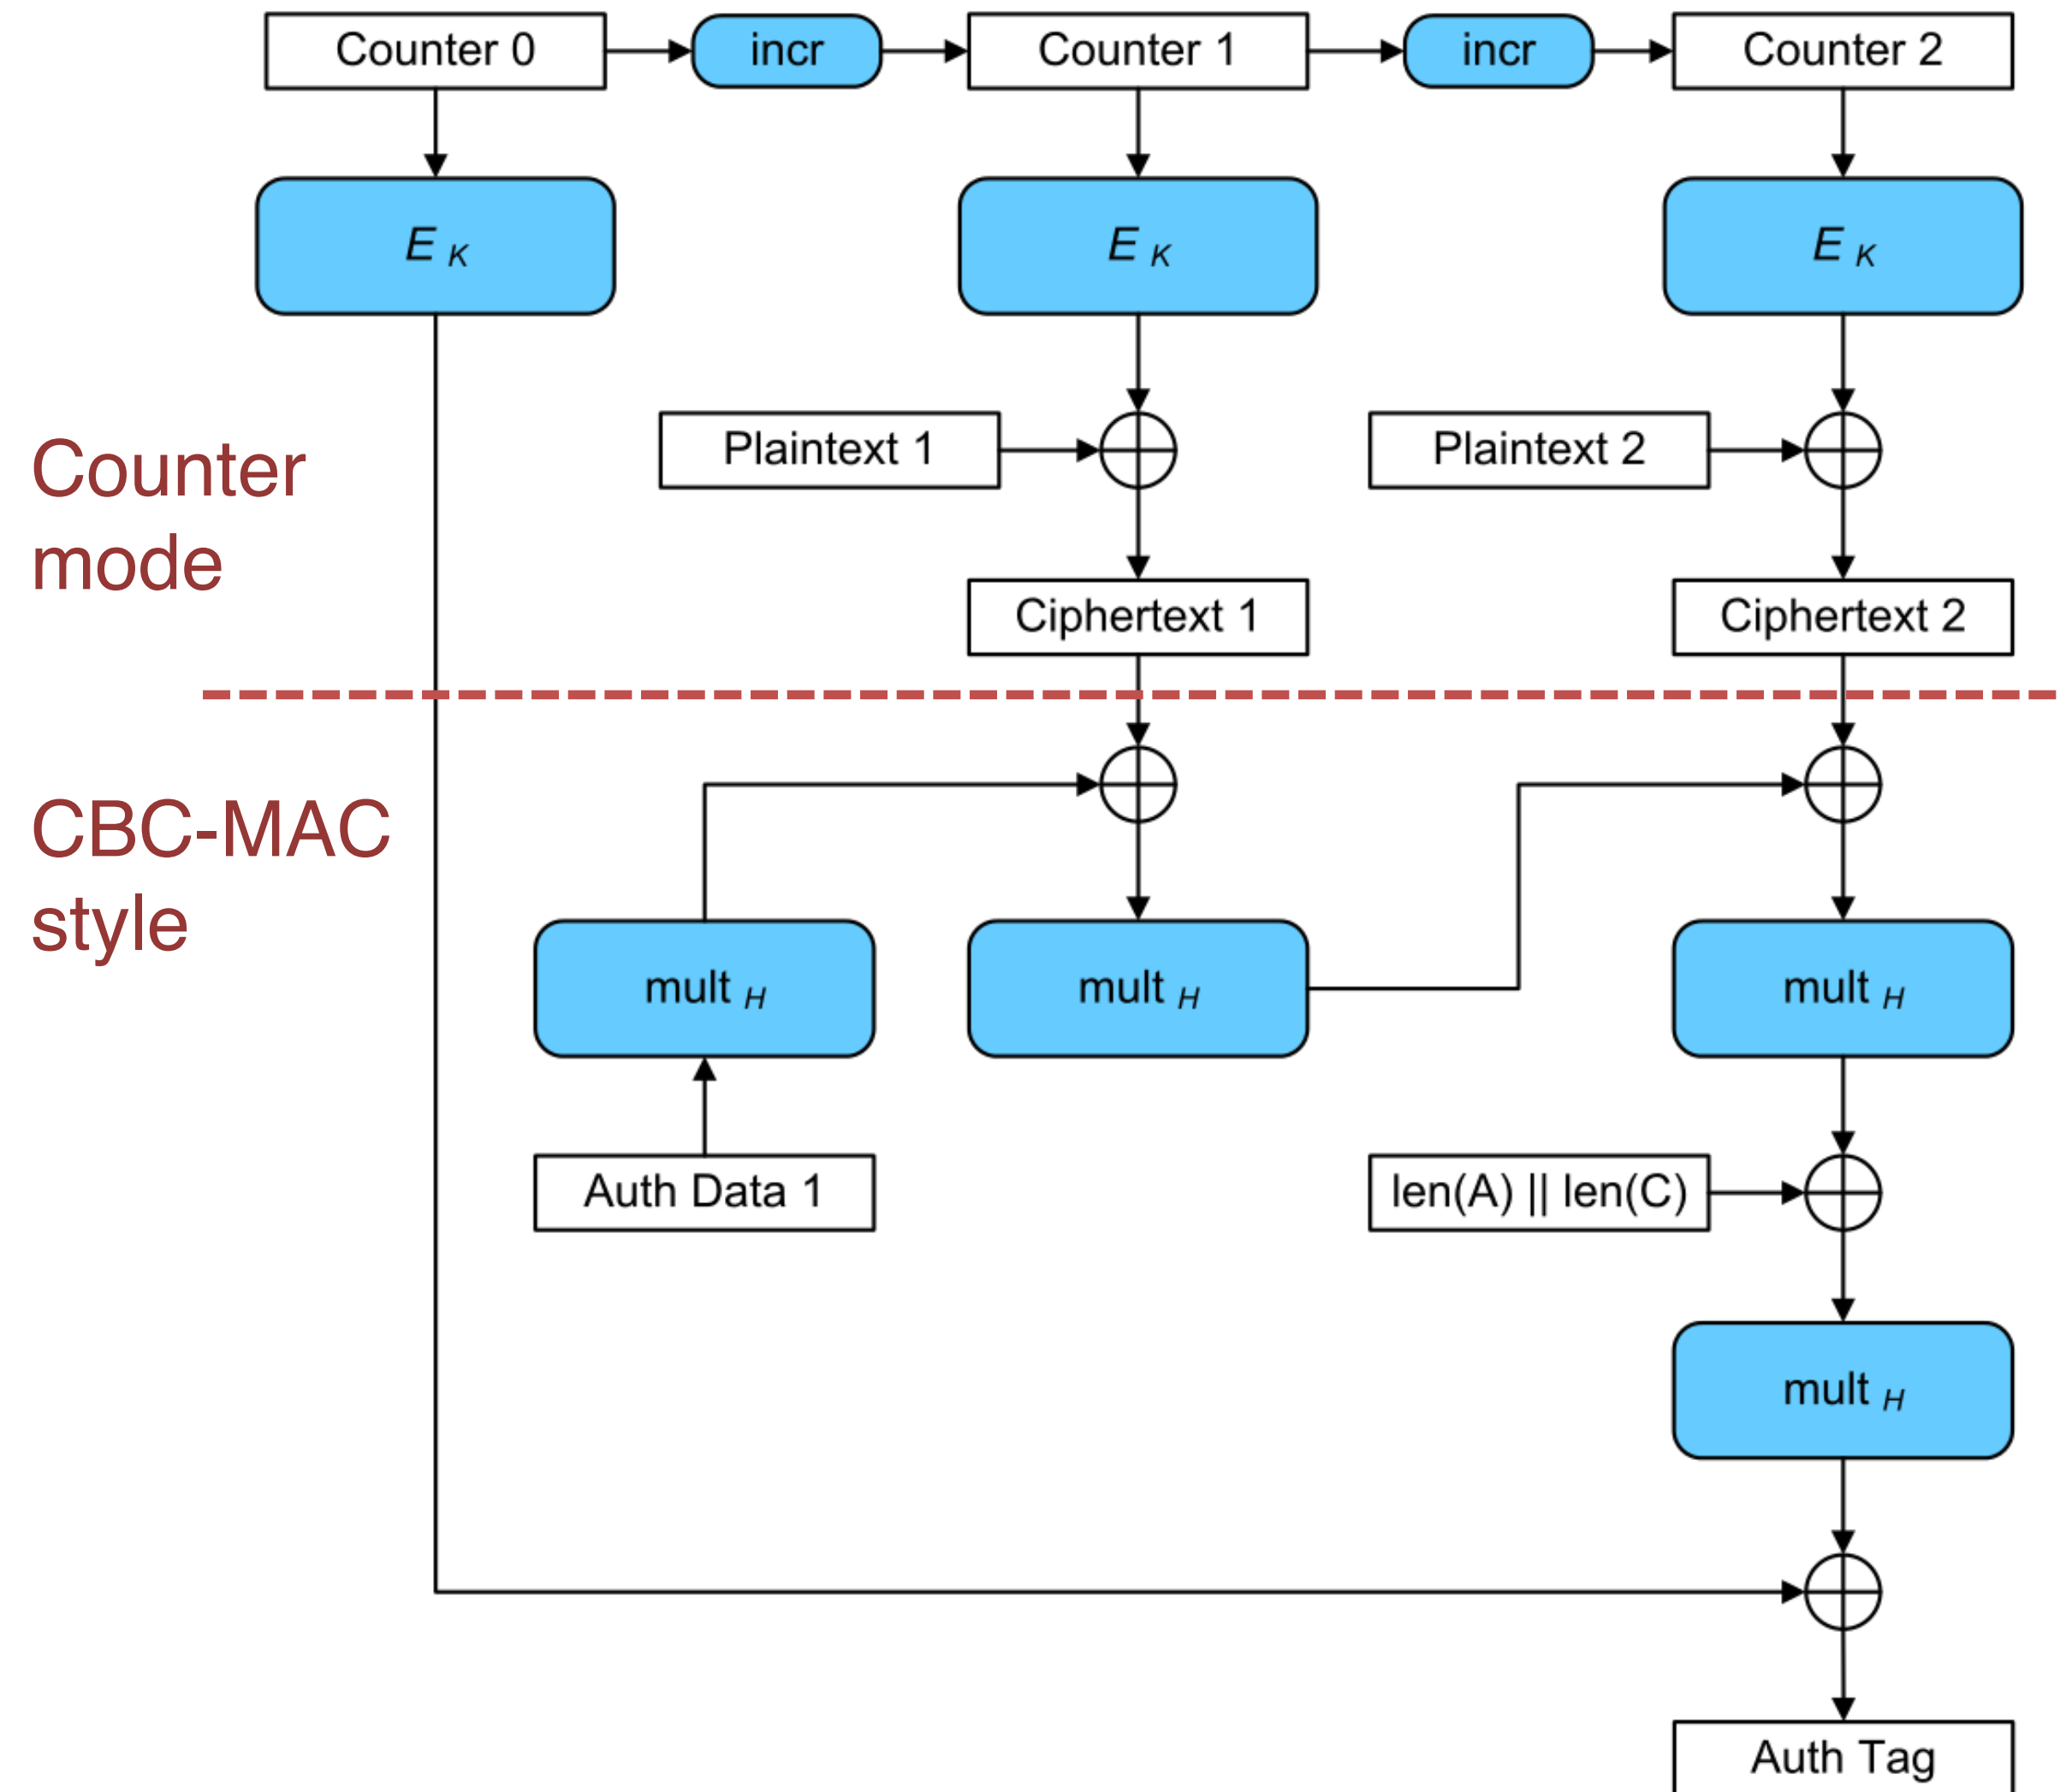 Counter 0
incr
Counter 1
incr
Counter 2
E K
E K
E K
Counter
mode
Plaintext 1
Plaintext 2
Ciphertext 1
Ciphertext 2
CBC-MAC
style
mult H
mult H
mult H
Auth Data 1
len(A) || len(C)
mult H
Auth Tag